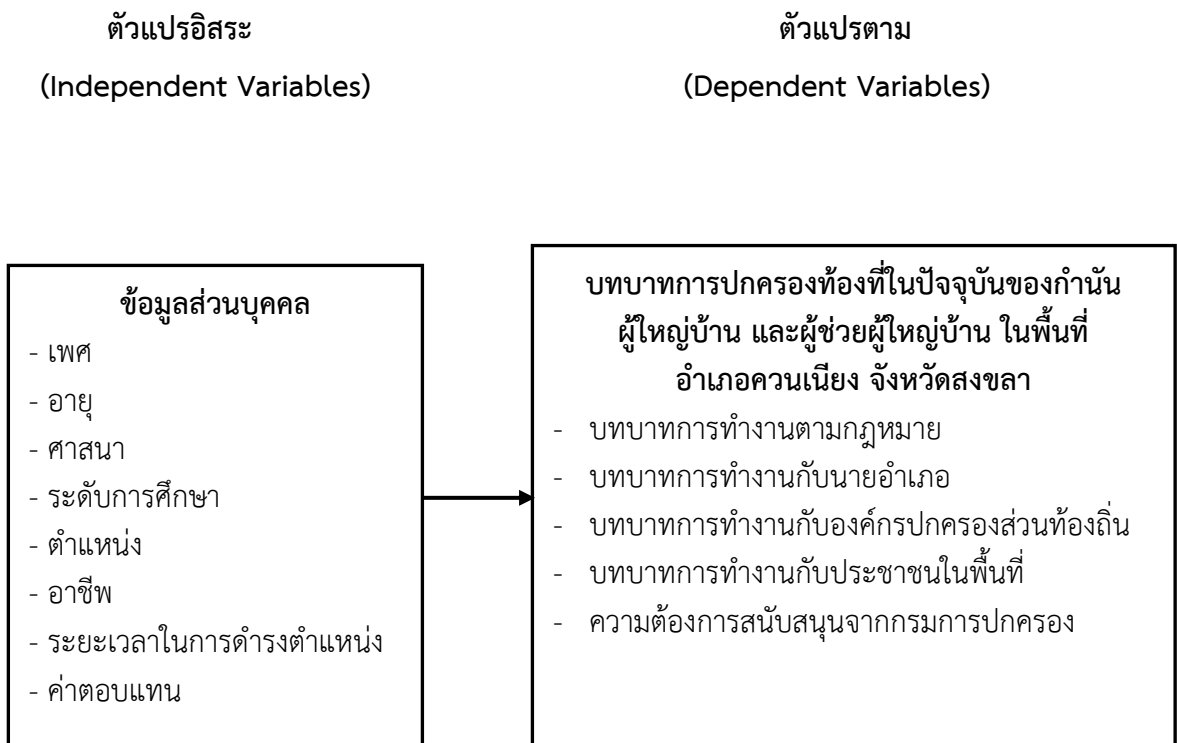 ตัวแปรอิสระ
(Independent Variables)
ตัวแปรตาม
(Dependent Variables)
ข้อมูลส่วนบุคคล
- เพศ
- อายุ
- ศาสนา
- ระดับการศึกษา
- ตำแหน่ง
- อาชีพ
- ระยะเวลาในการดำรงตำแหน่ง
- ค่าตอบแทน
บทบาทการปกครองท้องที่ในปัจจุบันของกำนัน
ผู้ใหญ่บ้าน และผู้ช่วยผู้ใหญ่บ้าน ในพื้นที่
อำเภอควนเนียง จังหวัดสงขลา
- บทบาทการทำงานตามกฎหมาย
- บทบาทการทำงานกับนายอำเภอ
- บทบาทการทำงานกับองค์กรปกครองส่วนท้องถิ่น
- บทบาทการทำงานกับประชาชนในพื้นที่
- ความต้องการสนับสนุนจากกรมการปกครอง